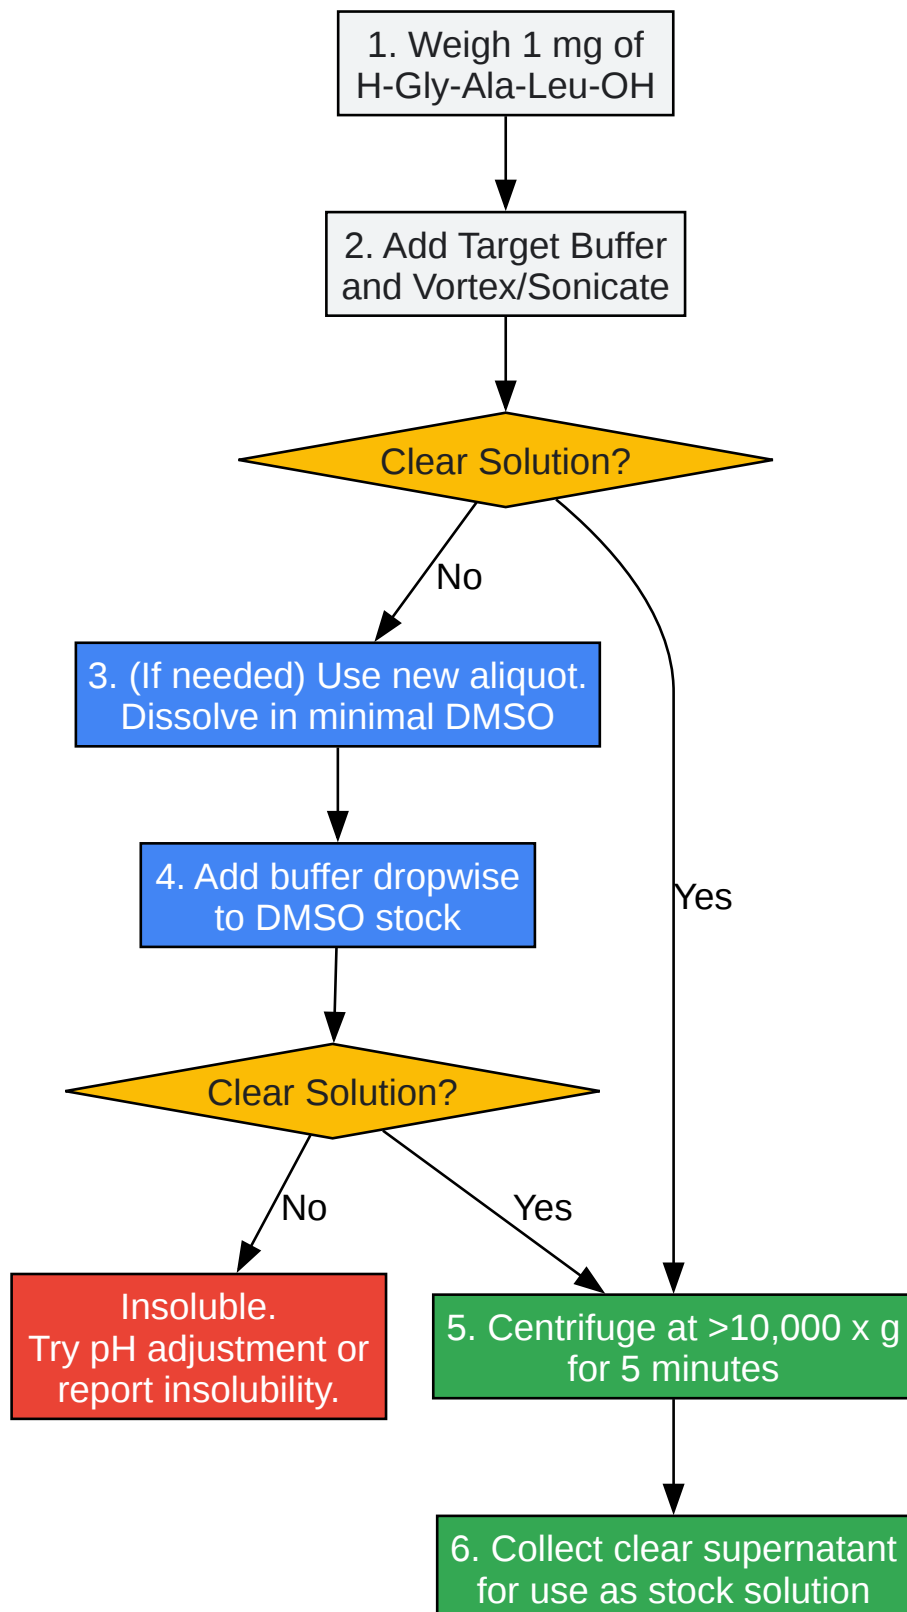 1. Weigh 1 mg of
H-Gly-Ala-Leu-OH
2. Add Target Buffer
and Vortex/Sonicate
Clear Solution?
No
3. (If needed) Use new aliquot.
Dissolve in minimal DMSO
4. Add buffer dropwise
to DMSO stock
Yes
Clear Solution?
No
Yes
Insoluble.
Try pH adjustment or
report insolubility.
5. Centrifuge at >10,000 x g
for 5 minutes
6. Collect clear supernatant
for use as stock solution